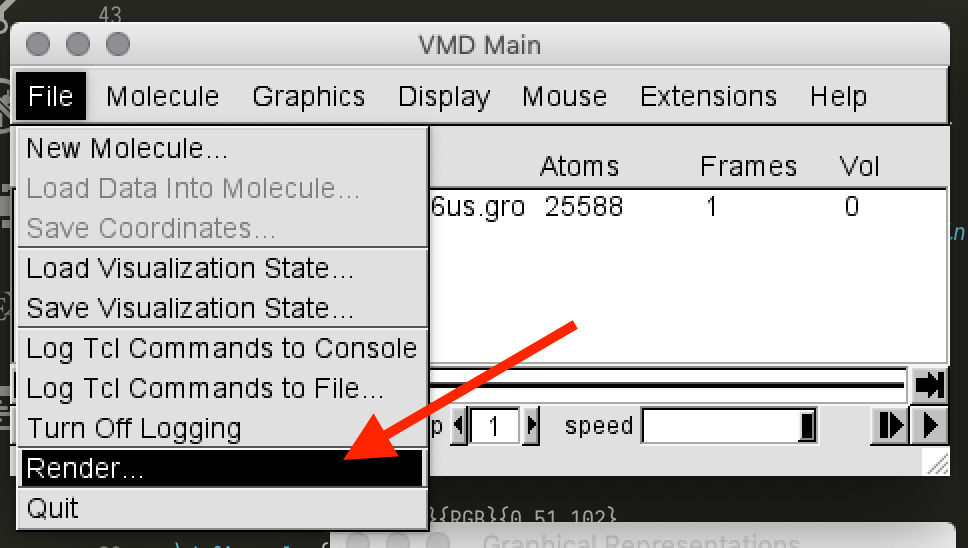 43
VMD Main
File Molecule Graphics Display Mouse Extensions Help
New Molecule...
Load Data Into Molecule...
Save Coordinates...
Load Visualization State...
Save Visualization State...
Log Tcl Commands to Console
Log Tcl Commands to File...
Turn Off Logging
Render...
Quit
Atoms Frames Vol
6us.gro 25588 1 0
in
p 1 speed
}{RGB}{0,51,102}
Graphical Representations